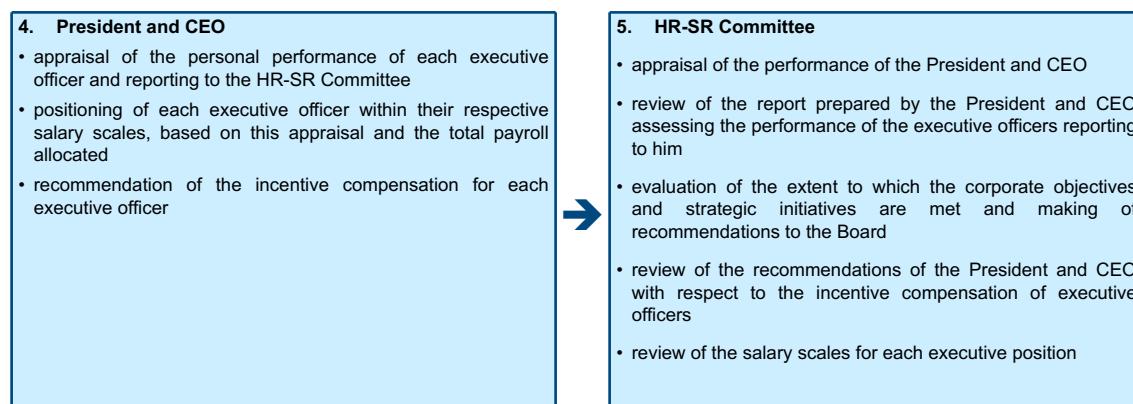 4. President and CEO
• appraisal of the personal performance of each executive
officer and reporting to the HR-SR Committee
• positioning of each executive officer within their respective
salary scales, based on this appraisal and the total payroll
allocated
• recommendation of the incentive compensation for each
executive officer
5. HR-SR Committee
• appraisal of the performance of the President and CEO
• review of the report prepared by the President and CEO
assessing the performance of the executive officers reporting
to him
• evaluation of the extent to which the corporate objectives
and strategic initiatives are met and making of
recommendations to the Board
• review of the recommendations of the President and CEO
with respect to the incentive compensation of executive
officers
• review of the salary scales for each executive position